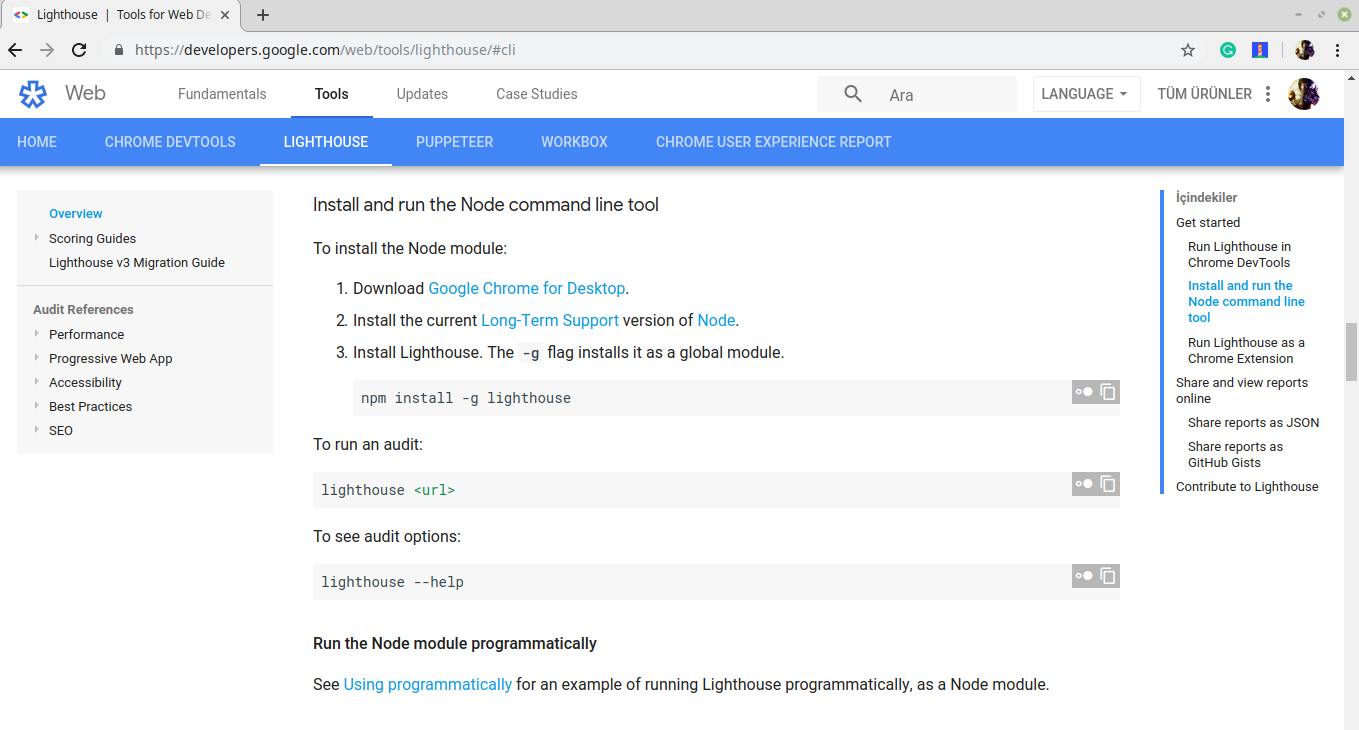 Lighthouse | Tools for Web De
https://developers.google.com/web/tools/lighthouse/#cli
Web Fundamentals Tools Updates Case Studies Ara LANGUAGE TÜM ÜRÜNLER
HOME CHROME DEVTOOLS LIGHTHOUSE PUPPETEER WORKBOX CHROME USER EXPERIENCE REPORT
Overview
Scoring Guides
Lighthouse v3 Migration Guide
Audit References
Performance
Progressive Web App
Accessibility
Best Practices
SEO
Install and run the Node command line tool
To install the Node module:
1. Download Google Chrome for Desktop.
2. Install the current Long-Term Support version of Node.
3. Install Lighthouse. The -g flag installs it as a global module.
npm install -g lighthouse
To run an audit:
lighthouse <url>
To see audit options:
lighthouse --help
Run the Node module programmatically
See Using programmatically for an example of running Lighthouse programmatically, as a Node module.
İçindekiler
Get started
Run Lighthouse in
Chrome DevTools
Install and run the
Node command line
tool
Run Lighthouse as a
Chrome Extension
Share and view reports
online
Share reports as JSON
Share reports as
GitHub Gists
Contribute to Lighthouse